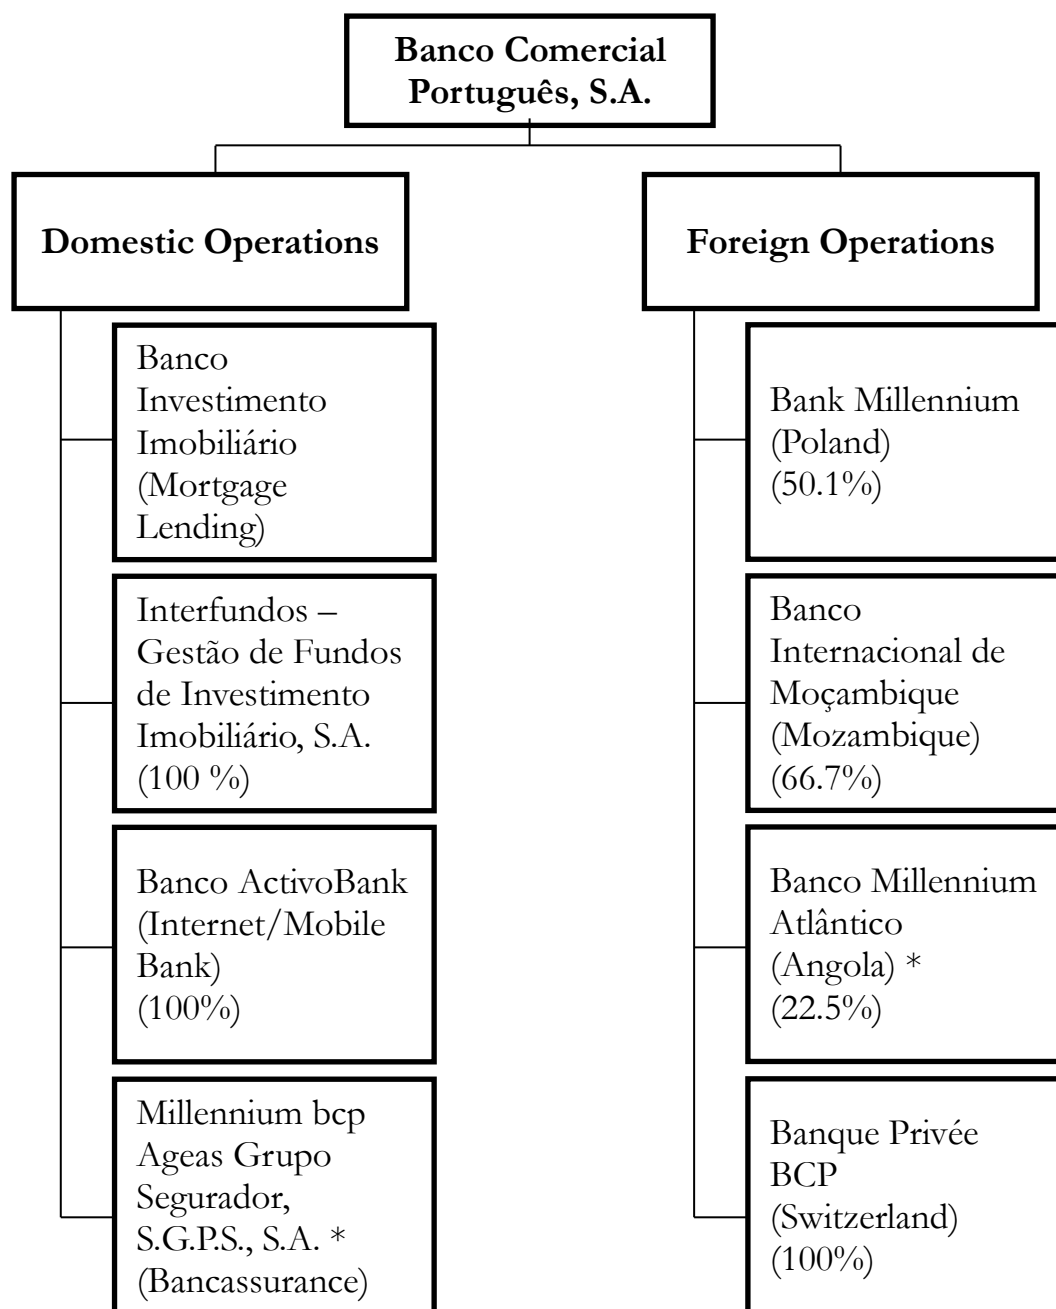 Banco Comercial
Português, S.A.
Domestic Operations
Foreign Operations
Banco
Investimento
Imobiliário
(Mortgage
Lending)
Interfundos –
Gestão de Fundos
de Investimento
Imobiliário, S.A.
(100 %)
Banco ActivoBank
(Internet/Mobile
Bank)
(100%)
Millennium bcp
Ageas Grupo
Segurador,
S.G.P.S., S.A. *
(Bancassurance)
Bank Millennium
(Poland)
(50.1%)
Banco
Internacional de
Moçambique
(Mozambique)
(66.7%)
Banco Millennium
Atlântico
(Angola) *
(22.5%)
Banque Privée
BCP
(Switzerland)
(100%)